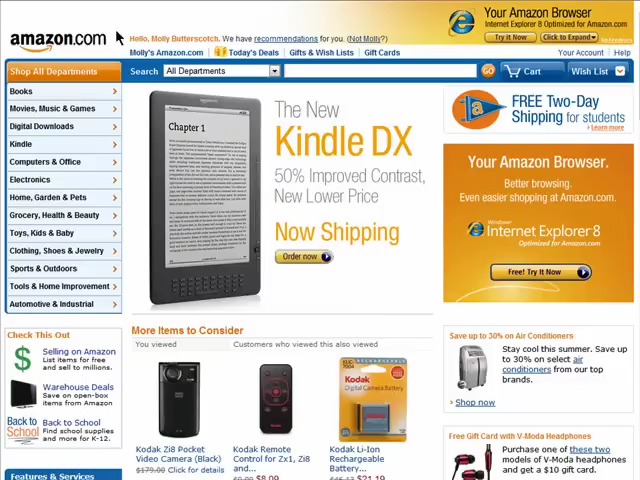 Your Amazon Browser
Internet Explorer 8 Optimized for Amazon.com
Try it Now
Click to Expand
amazon.com
Hello, Molly Butterscotch. We have recommendations for you. (Not Molly?)
Molly's Amazon.com
Today's Deals
Gifts & Wish Lists
Gift Cards
Your Account
Help
Shop All Departments
Search
All Departments
GO
Cart
Wish List
Books
Movies, Music & Games
Digital Downloads
Kindle
Computers & Office
Electronics
Home, Garden & Pets
Grocery, Health & Beauty
Toys, Kids & Baby
Clothing, Shoes & Jewelry
Sports & Outdoors
Tools & Home Improvement
Automotive & Industrial
Chapter 1
The New
Kindle DX
50% Improved Contrast,
New Lower Price
Now Shipping
Order now
FREE Two-Day
Shipping for students
Learn more
Your Amazon Browser.
Better browsing.
Even easier shopping at Amazon.com.
Windows
Internet Explorer 8
Optimized for Amazon.com
Free! Try It Now
Check This Out
Selling on Amazon
List items for free
and sell to millions.
Warehouse Deals
Save on open-box
items from Amazon
Back to
School
Back to School
Find school supplies
and more for K-12.
Features & Services
More Items to Consider
You viewed
Customers who viewed this also viewed
Kodak
Digital Camera Battery
Kodak Zi8 Pocket
Video Camera (Black)
$179.00 Click for details
Kodak Remote
Control for Zx1, Zi8
and...
$8.09
Kodak Li-Ion
Rechargeable
Battery...
$21.19
Save up to 30% on Air Conditioners
Stay cool this summer. Save up
to 30% on select air
conditioners from our top
brands.
Shop now
Free Gift Card with V-Moda Headphones
Purchase one of these two
models of V-Moda headphones
and get a $10 gift card.